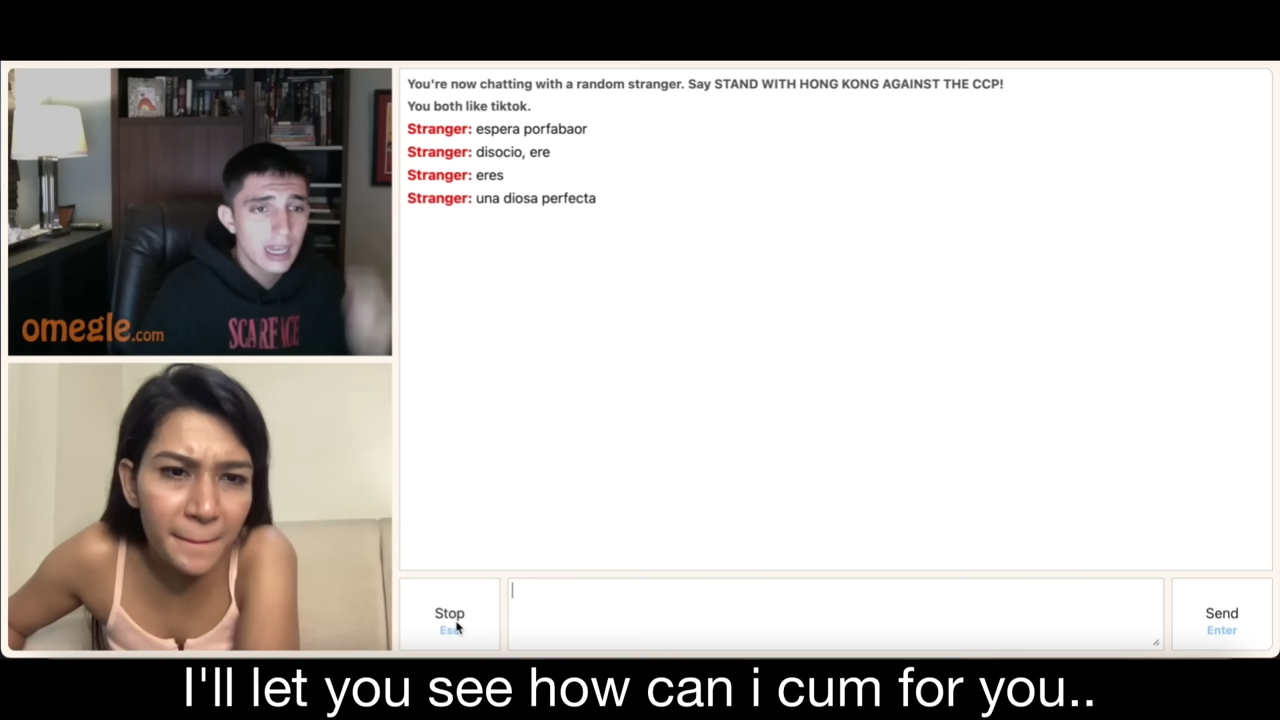 You're now chatting with a random stranger. Say STAND WITH HONG KONG AGAINST THE CCP!
You both like tiktok.
Stranger: espera porfabaor
Stranger: disocio, ere
Stranger: eres
Stranger: una diosa perfecta
SCARFACE
omegle.com
Stop
Esc
Send
Enter
I'll let you see how can i cum for you..